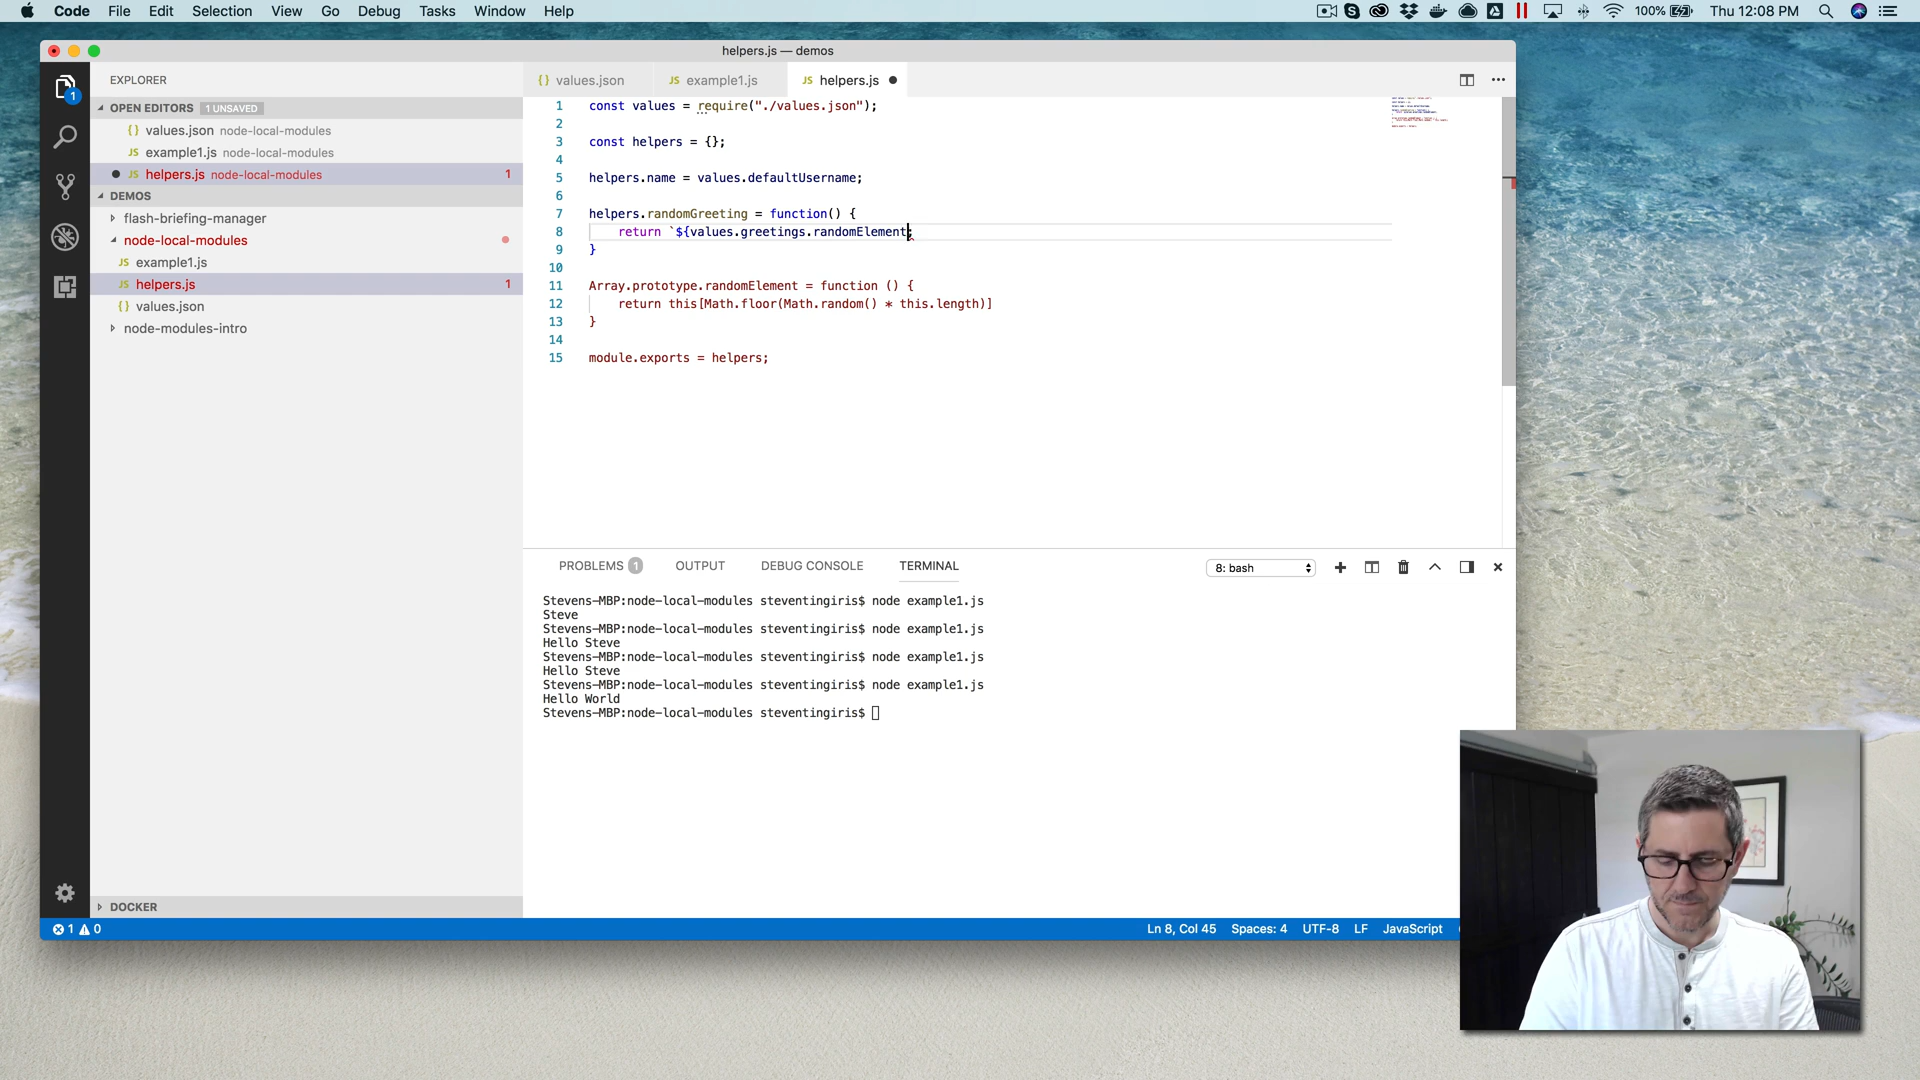 Code File Edit Selection View Go Debug Tasks Window Help 100% Thu 12:08 PM
helpers.js — demos
EXPLORER
OPEN EDITORS 1 UNSAVED
{} values.json node-local-modules
JS example1.js node-local-modules
JS helpers.js node-local-modules 1
DEMOS
flash-briefing-manager
node-local-modules
JS example1.js
JS helpers.js 1
{} values.json
node-modules-intro
DOCKER
{} values.json JS example1.js JS helpers.js
1 const values = require("./values.json");
2
3 const helpers = {};
4
5 helpers.name = values.defaultUsername;
6
7 helpers.randomGreeting = function() {
8 return `${values.greetings.randomElement;
9 }
10
11 Array.prototype.randomElement = function () {
12 return this[Math.floor(Math.random() * this.length)]
13 }
14
15 module.exports = helpers;
PROBLEMS 1 OUTPUT DEBUG CONSOLE TERMINAL 8: bash
Stevens-MBP:node-local-modules steventingiris$ node example1.js
Steve
Stevens-MBP:node-local-modules steventingiris$ node example1.js
Hello Steve
Stevens-MBP:node-local-modules steventingiris$ node example1.js
Hello Steve
Stevens-MBP:node-local-modules steventingiris$ node example1.js
Hello World
Stevens-MBP:node-local-modules steventingiris$
1 0 Ln 8, Col 45 Spaces: 4 UTF-8 LF JavaScript